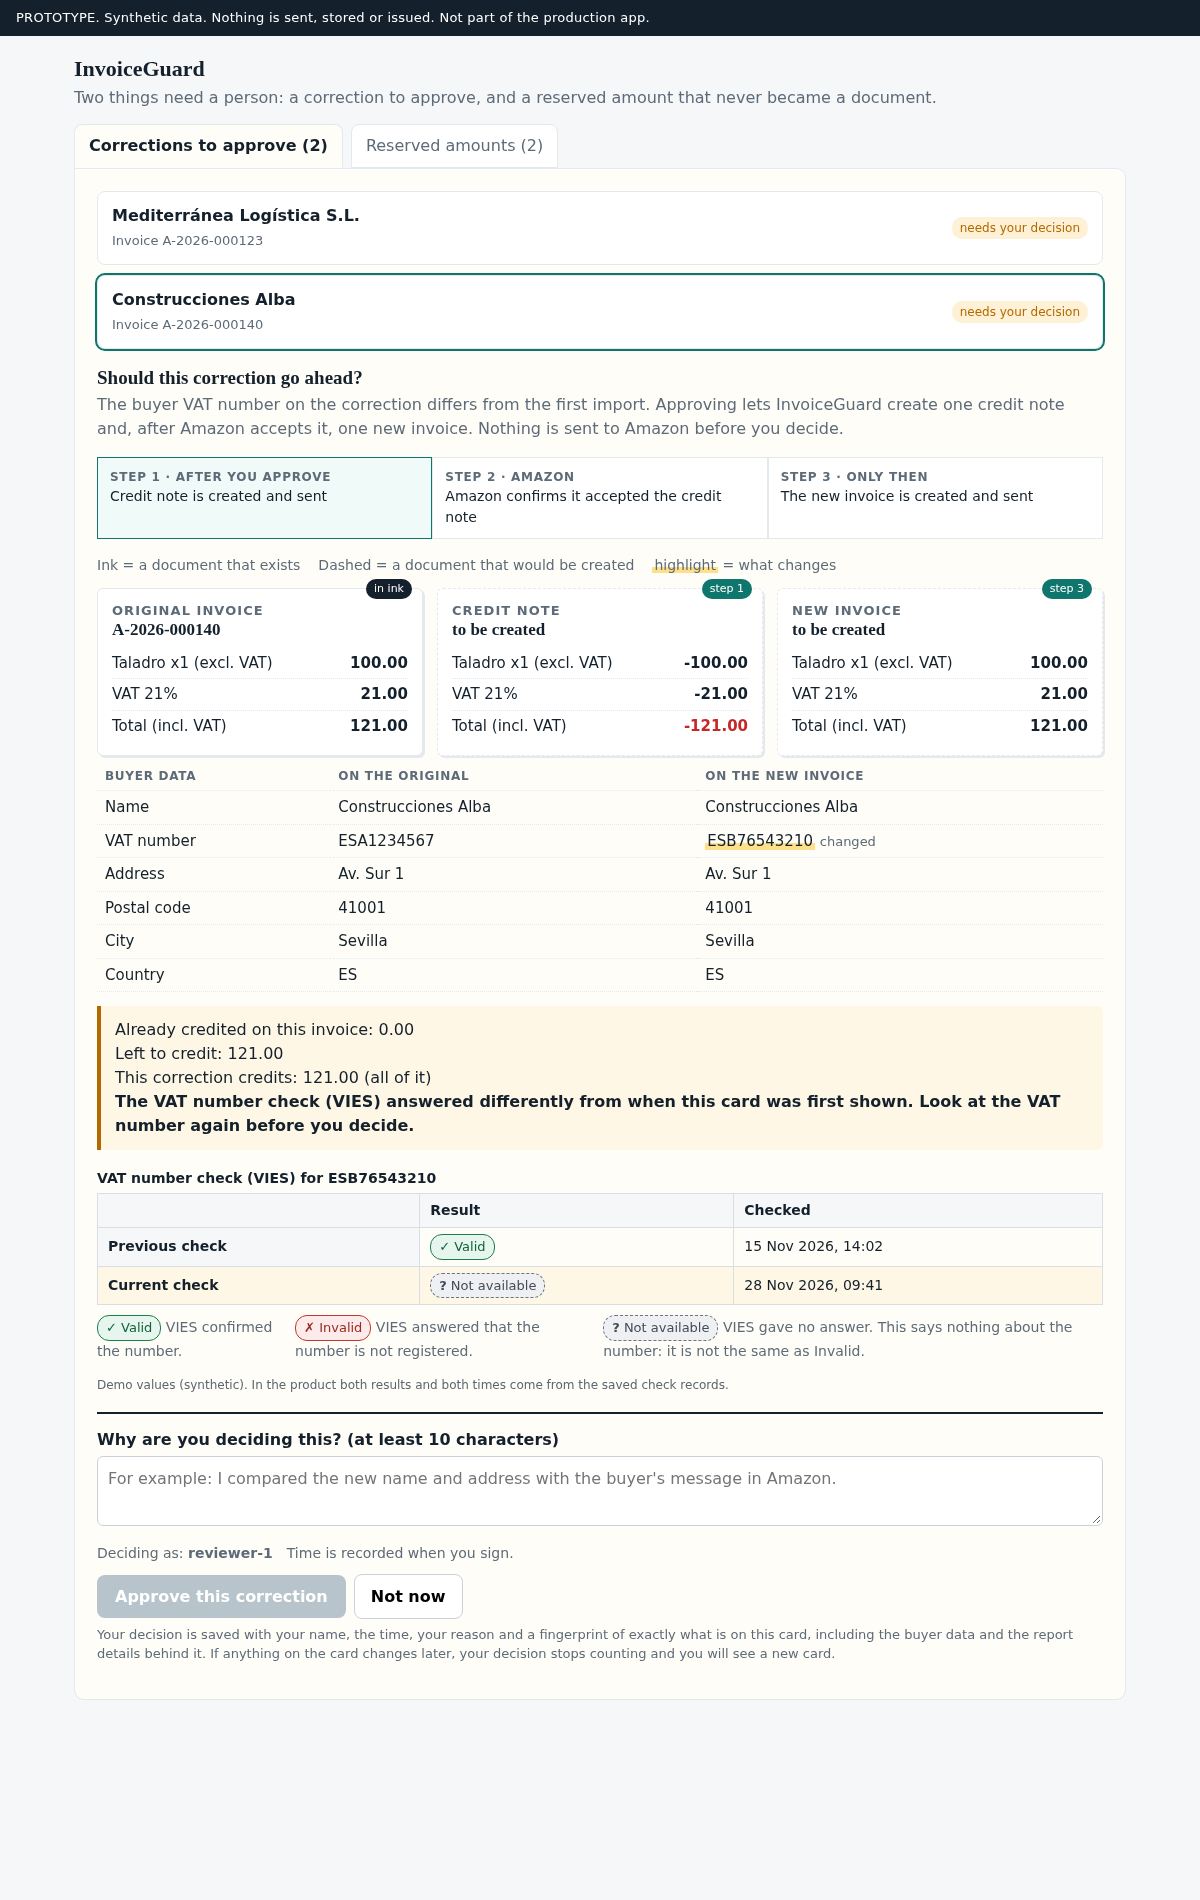 PROTOTYPE. Synthetic data. Nothing is sent, stored or issued. Not part of the production app.
InvoiceGuard
Two things need a person: a correction to approve, and a reserved amount that never became a document.
Corrections to approve (2)
Reserved amounts (2)
Mediterránea Logística S.L.
Invoice A-2026-000123
needs your decision
Construcciones Alba
Invoice A-2026-000140
needs your decision
Should this correction go ahead?
The buyer VAT number on the correction differs from the first import. Approving lets InvoiceGuard create one credit note
and, after Amazon accepts it, one new invoice. Nothing is sent to Amazon before you decide.
STEP 1 · AFTER YOU APPROVE
Credit note is created and sent
STEP 2 · AMAZON
Amazon confirms it accepted the credit
note
STEP 3 · ONLY THEN
The new invoice is created and sent
Ink = a document that exists Dashed = a document that would be created highlight = what changes
in ink
ORIGINAL INVOICE
A-2026-000140
Taladro x1 (excl. VAT) 100.00
VAT 21% 21.00
Total (incl. VAT) 121.00
step 1
CREDIT NOTE
to be created
Taladro x1 (excl. VAT) -100.00
VAT 21% -21.00
Total (incl. VAT) -121.00
step 3
NEW INVOICE
to be created
Taladro x1 (excl. VAT) 100.00
VAT 21% 21.00
Total (incl. VAT) 121.00
BUYER DATA ON THE ORIGINAL ON THE NEW INVOICE
Name Construcciones Alba Construcciones Alba
VAT number ESA1234567 ESB76543210 changed
Address Av. Sur 1 Av. Sur 1
Postal code 41001 41001
City Sevilla Sevilla
Country ES ES
Already credited on this invoice: 0.00
Left to credit: 121.00
This correction credits: 121.00 (all of it)
The VAT number check (VIES) answered differently from when this card was first shown. Look at the VAT
number again before you decide.
VAT number check (VIES) for ESB76543210
Result Checked
Previous check ✓ Valid 15 Nov 2026, 14:02
Current check ? Not available 28 Nov 2026, 09:41
✓ Valid VIES confirmed
the number.
✗ Invalid VIES answered that the
number is not registered.
? Not available VIES gave no answer. This says nothing about the
number: it is not the same as Invalid.
Demo values (synthetic). In the product both results and both times come from the saved check records.
Why are you deciding this? (at least 10 characters)
For example: I compared the new name and address with the buyer's message in Amazon.
Deciding as: reviewer-1 Time is recorded when you sign.
Approve this correction
Not now
Your decision is saved with your name, the time, your reason and a fingerprint of exactly what is on this card, including the buyer data and the report
details behind it. If anything on the card changes later, your decision stops counting and you will see a new card.